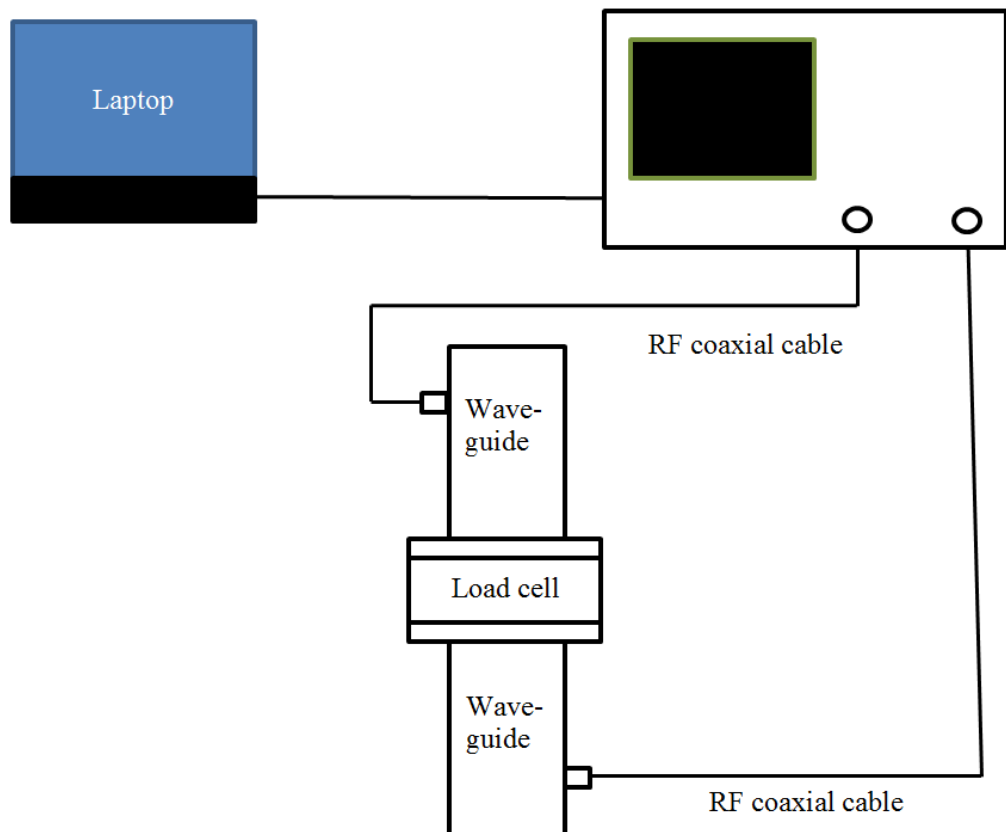 Laptop
RF coaxial cable
Wave-
guide
Load cell
Wave-
guide
RF coaxial cable